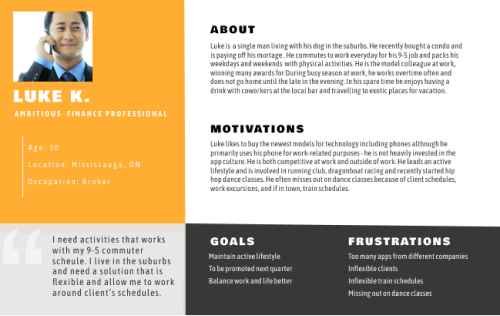 LUKE K.
AMBITIOUS FINANCE PROFESSIONAL
Age: 30
Location: Mississauga, ON
Occupation: Broker
I need activities that works
with my 9-5 commuter
scheule. I live in the suburbs
and need a solution that is
flexible and allow me to work
around client's schedules.
ABOUT
Luke is a single man living with his dog in the suburbs. He recently bought a condo and
is paying off his mortage. He commutes to work everyday for his 9-5 job and packs his
weekdays and weekends with physical activities. He is the model colleague at work,
winning many awards for During busy season at work, he works overtime often and
does not go until the late in the evening. In his spare time he enjoys having a
drink with coworkers at the local bar and travelling to exotic places for vacation.
MOTIVATIONS
Luke likes to buy the newest models for technology including phones although he
primarily uses his phone for work-related purposes - he is not heavily invested in the
app culture. He is both competitive at work and outside of work. He leads an active
lifestyle and is involved in running club, dragonboat racing and recently started hip
hop dance classes. He often misses out on dance classes because of client schedules,
work excursions, and if in town, train schedules.
GOALS
Maintain active lifestyle
To be promoted next quarter
Balance work and life better
FRUSTRATIONS
Too many apps from different companies
Inflexible clients
Inflexible train schedules
Missing out on dance classes